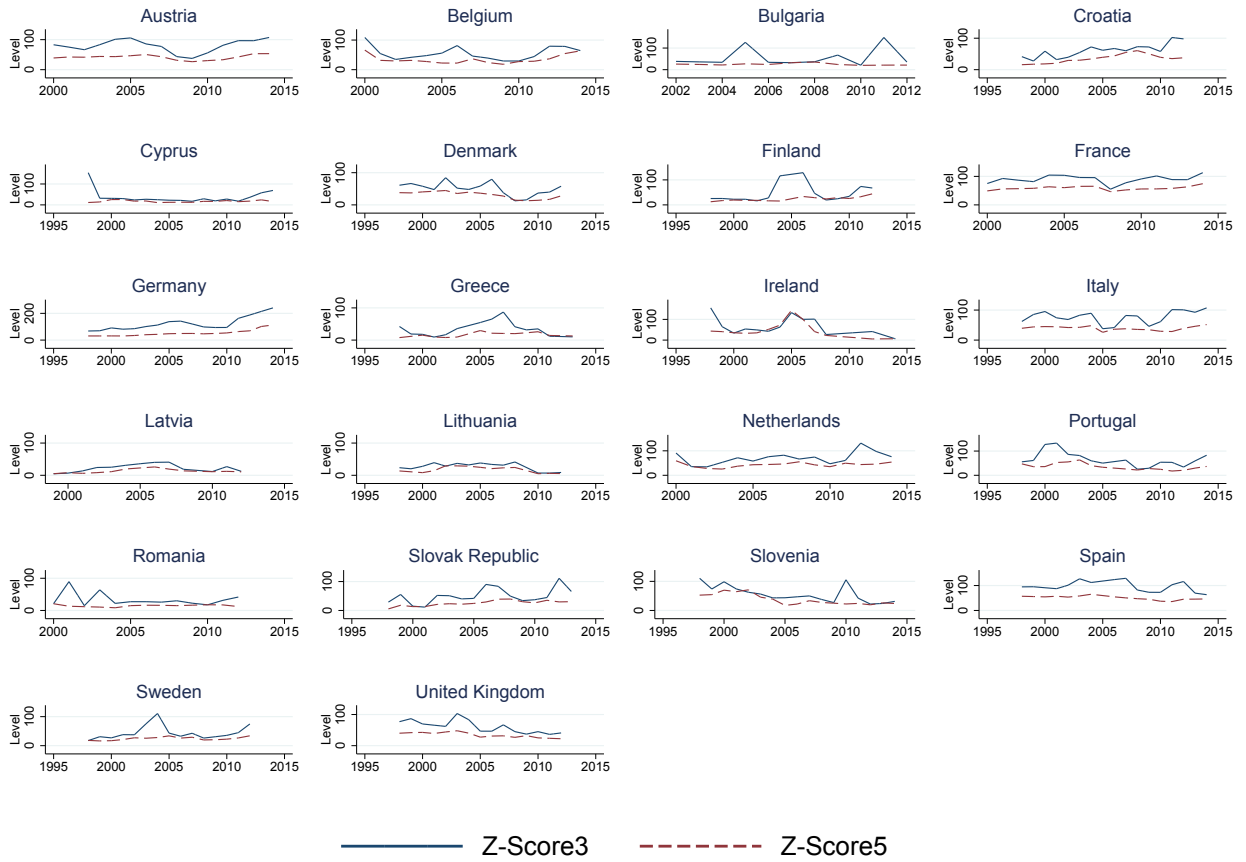 Austria
Level
0 100
2000 2005 2010 2015
Belgium
Level
0 100
2000 2005 2010 2015
Bulgaria
Level
0 100
2002 2004 2006 2008 2010 2012
Croatia
Level
0 100
1995 2000 2005 2010 2015
Cyprus
Level
0 100
1995 2000 2005 2010 2015
Denmark
Level
0 100
1995 2000 2005 2010 2015
Finland
Level
0 100
1995 2000 2005 2010 2015
France
Level
0 100
2000 2005 2010 2015
Germany
Level
0 200
1995 2000 2005 2010 2015
Greece
Level
0 100
1995 2000 2005 2010 2015
Ireland
Level
0 100
1995 2000 2005 2010 2015
Italy
Level
0 100
1995 2000 2005 2010 2015
Latvia
Level
0 100
2000 2005 2010 2015
Lithuania
Level
0 100
1995 2000 2005 2010 2015
Netherlands
Level
0 100
2000 2005 2010 2015
Portugal
Level
0 100
1995 2000 2005 2010 2015
Romania
Level
0 100
2000 2005 2010 2015
Slovak Republic
Level
0 100
1995 2000 2005 2010 2015
Slovenia
Level
0 100
1995 2000 2005 2010 2015
Spain
Level
0 100
1995 2000 2005 2010 2015
Sweden
Level
0 100
1995 2000 2005 2010 2015
United Kingdom
Level
0 100
1995 2000 2005 2010 2015
Z-Score3 Z-Score5